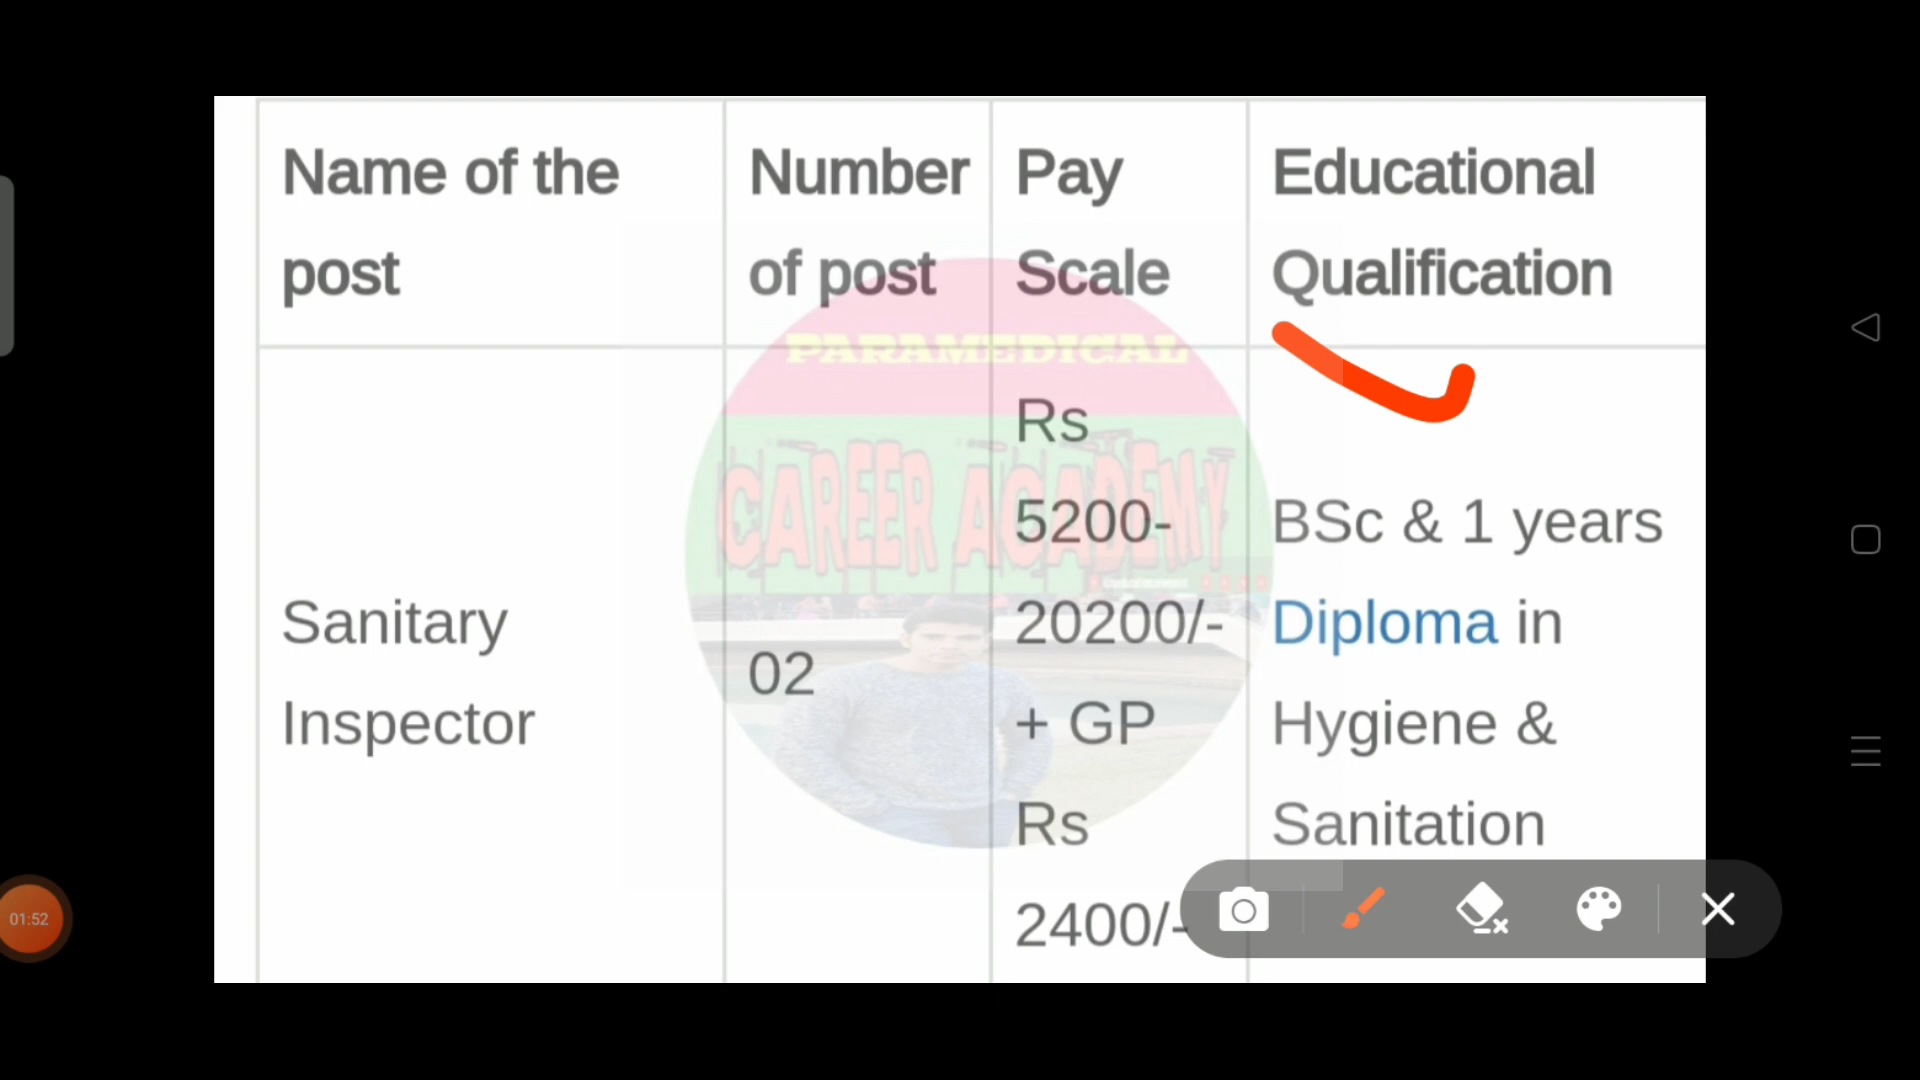 Name of the
post
Number
of post
Pay
Scale
Educational
Qualification
Sanitary
Inspector
02
Rs
5200-
20200/-
+ GP
Rs
2400/-
BSc & 1 years
Diploma in
Hygiene &
Sanitation
PARAMEDICAL
CAREER ACADEMY
01:52